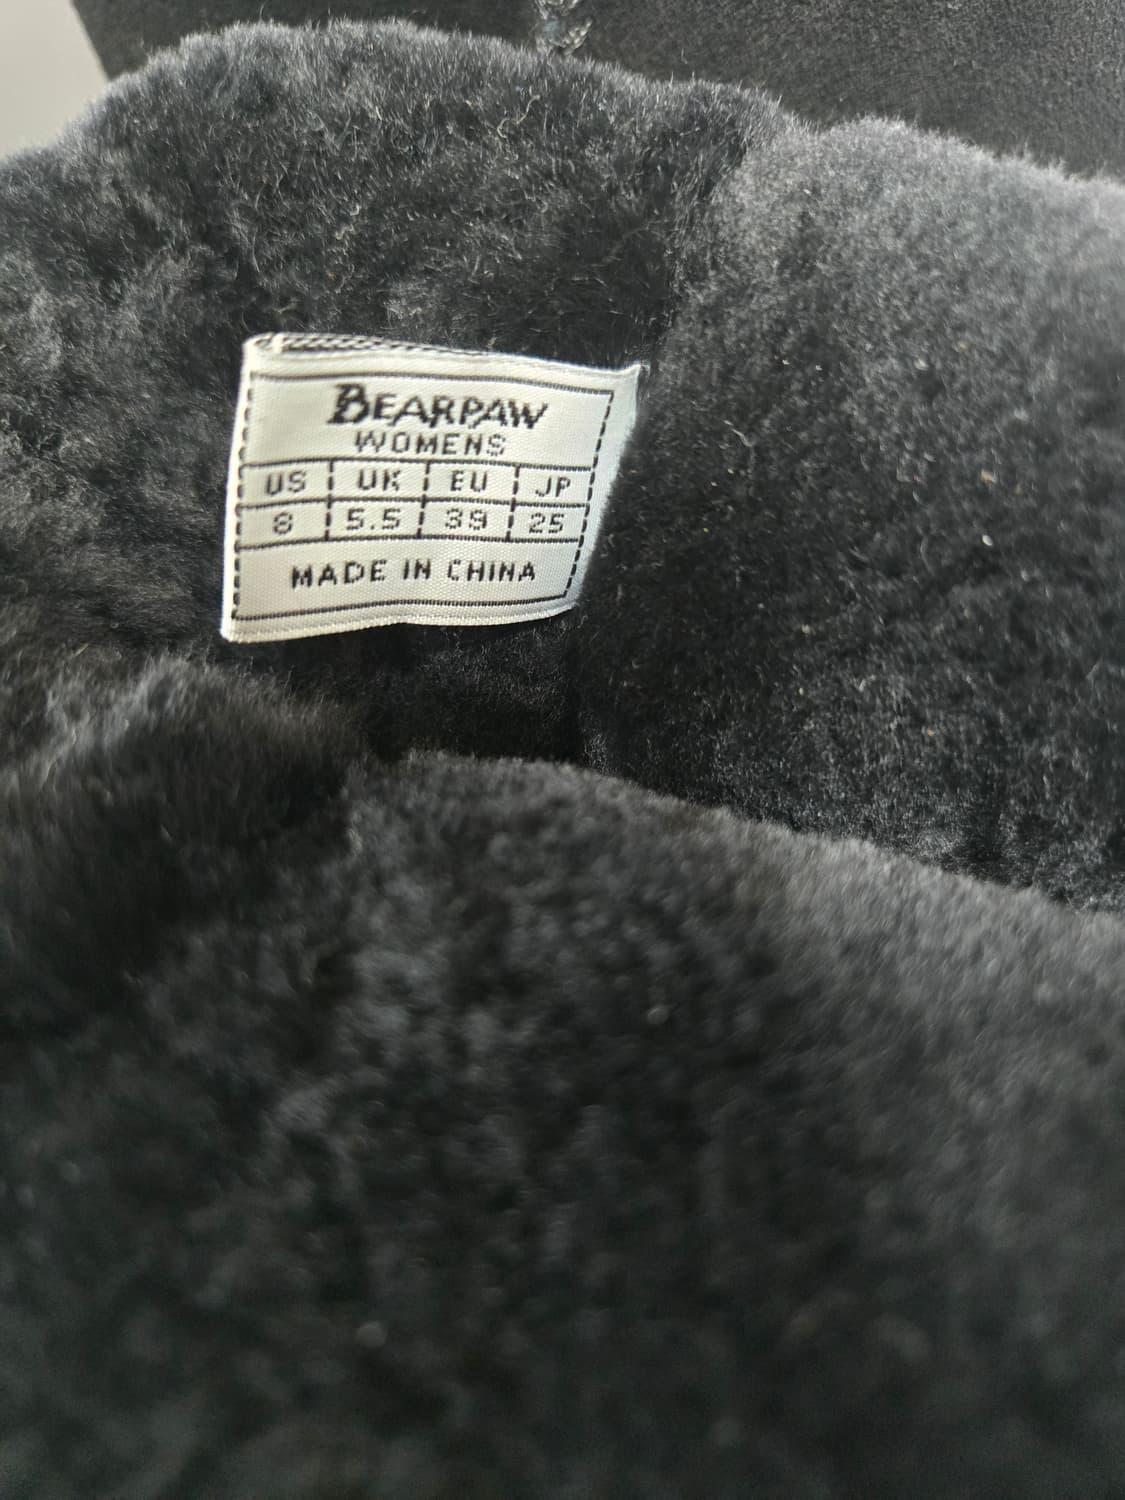 BEARPAW
WOMENS
US UK EU JP
8 5.5 39 25
MADE IN CHINA